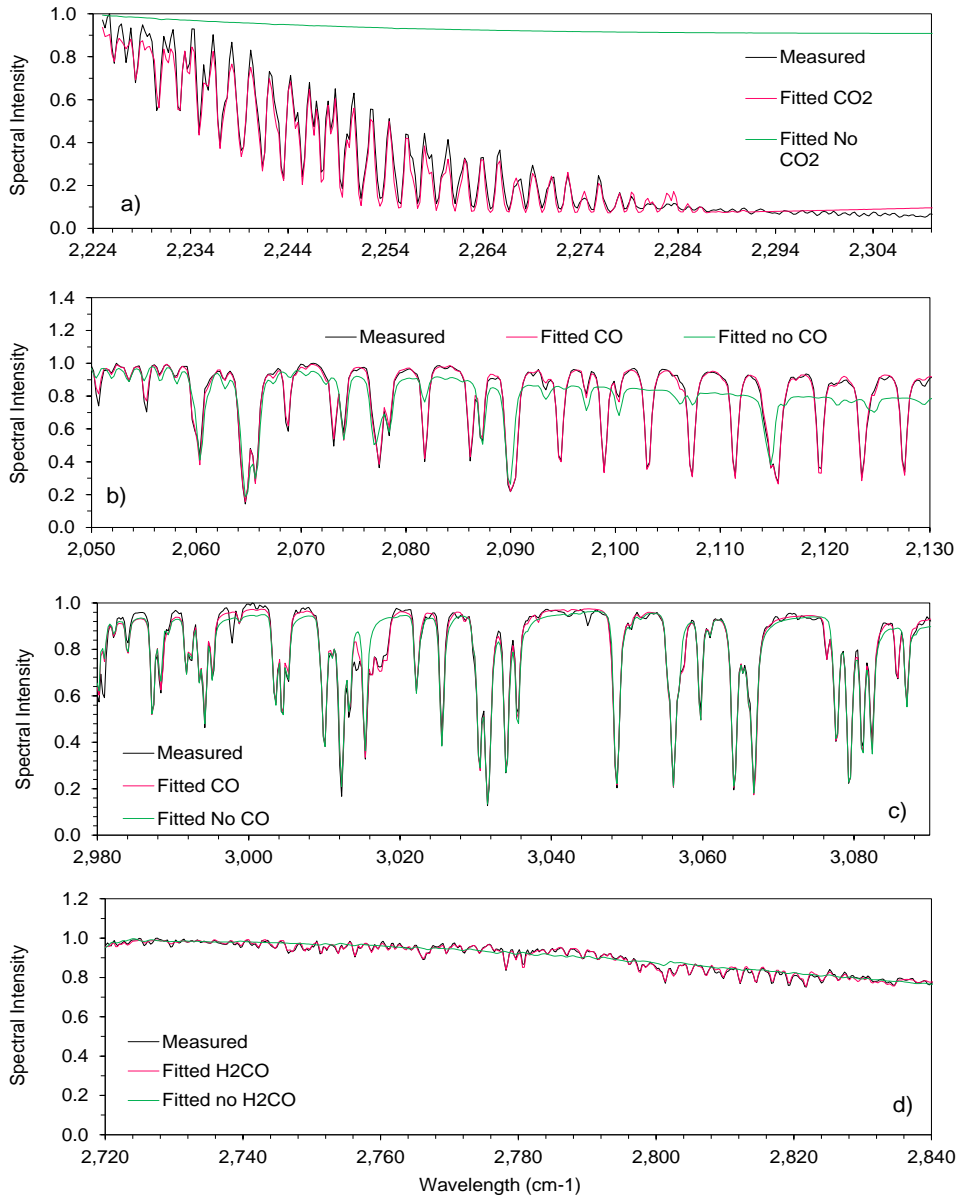 1.0
0.8
0.6
0.4
0.2
0.0
Spectral Intensity
Measured
Fitted CO2
Fitted No
CO2
a)
2,224 2,234 2,244 2,254 2,264 2,274 2,284 2,294 2,304
1.4
1.2
1.0
0.8
0.6
0.4
0.2
0.0
Spectral Intensity
Measured Fitted CO Fitted no CO
b)
2,050 2,060 2,070 2,080 2,090 2,100 2,110 2,120 2,130
1.0
0.8
0.6
0.4
0.2
0.0
Spectral Intensity
Measured
Fitted CO
Fitted No CO
c)
2,980 3,000 3,020 3,040 3,060 3,080
1.2
1.0
0.8
0.6
0.4
0.2
0.0
Spectral Intensity
Measured
Fitted H2CO
Fitted no H2CO
d)
2,720 2,740 2,760 2,780 2,800 2,820 2,840
Wavelength (cm-1)